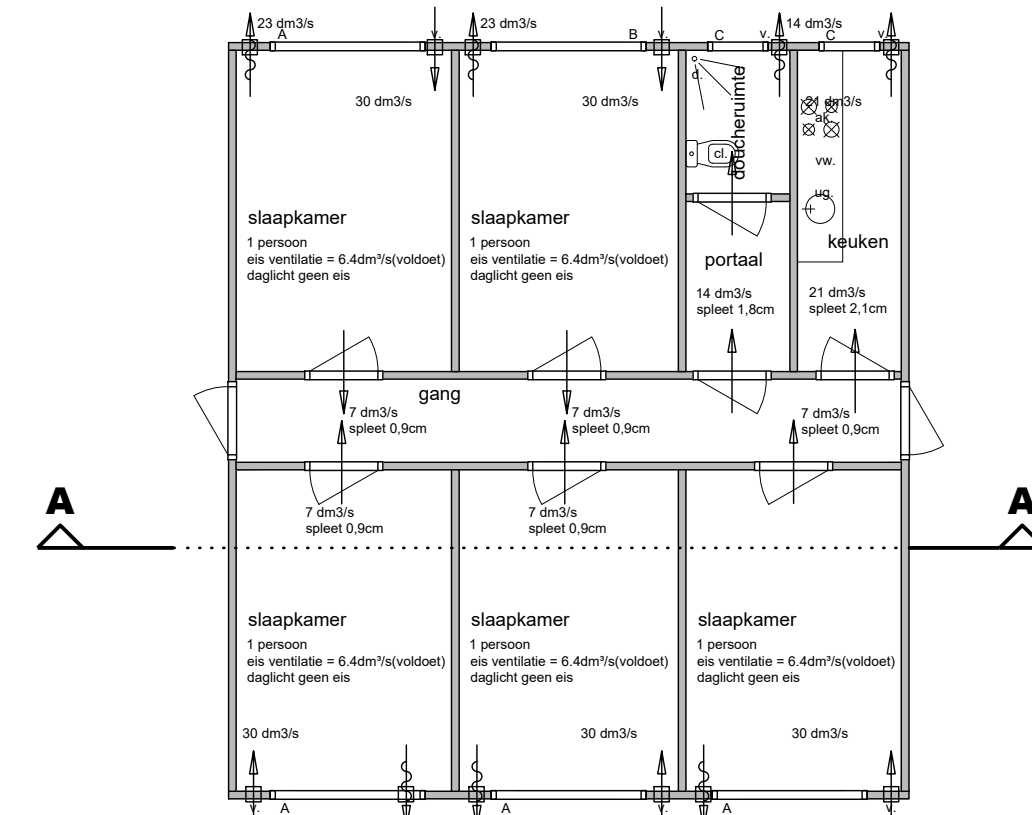 23 dm3/s
A
v.
23 dm3/s
B
v.
C
v.
14 dm3/s
C
v.
30 dm3/s
30 dm3/s
d.
doucheruimte
cl.
21 dm3/s
ak.
vw.
ug.
slaapkamer
1 persoon
eis ventilatie = 6.4dm³/s(voldoet)
daglicht geen eis
slaapkamer
1 persoon
eis ventilatie = 6.4dm³/s(voldoet)
daglicht geen eis
portaal
14 dm3/s
spleet 1,8cm
keuken
21 dm3/s
spleet 2,1cm
gang
7 dm3/s
spleet 0,9cm
7 dm3/s
spleet 0,9cm
7 dm3/s
spleet 0,9cm
7 dm3/s
spleet 0,9cm
7 dm3/s
spleet 0,9cm
A
A
slaapkamer
1 persoon
eis ventilatie = 6.4dm³/s(voldoet)
daglicht geen eis
slaapkamer
1 persoon
eis ventilatie = 6.4dm³/s(voldoet)
daglicht geen eis
slaapkamer
1 persoon
eis ventilatie = 6.4dm³/s(voldoet)
daglicht geen eis
30 dm3/s
30 dm3/s
30 dm3/s
v.
A
A
v.
A
v.